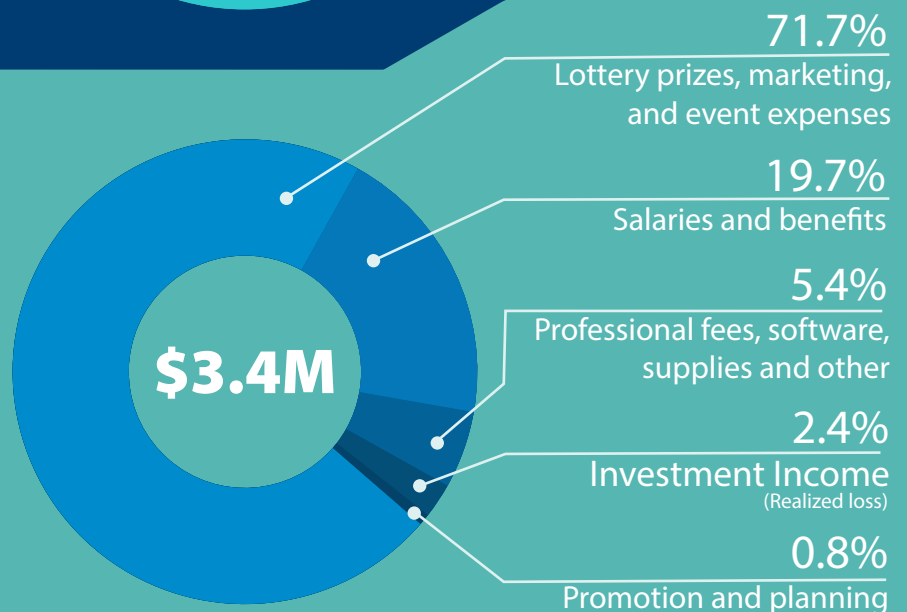 71.7%
Lottery prizes, marketing,
and event expenses
19.7%
Salaries and benefits
5.4%
Professional fees, software,
supplies and other
$3.4M
2.4%
Investment Income
(Realized loss)
0.8%
Promotion and planning